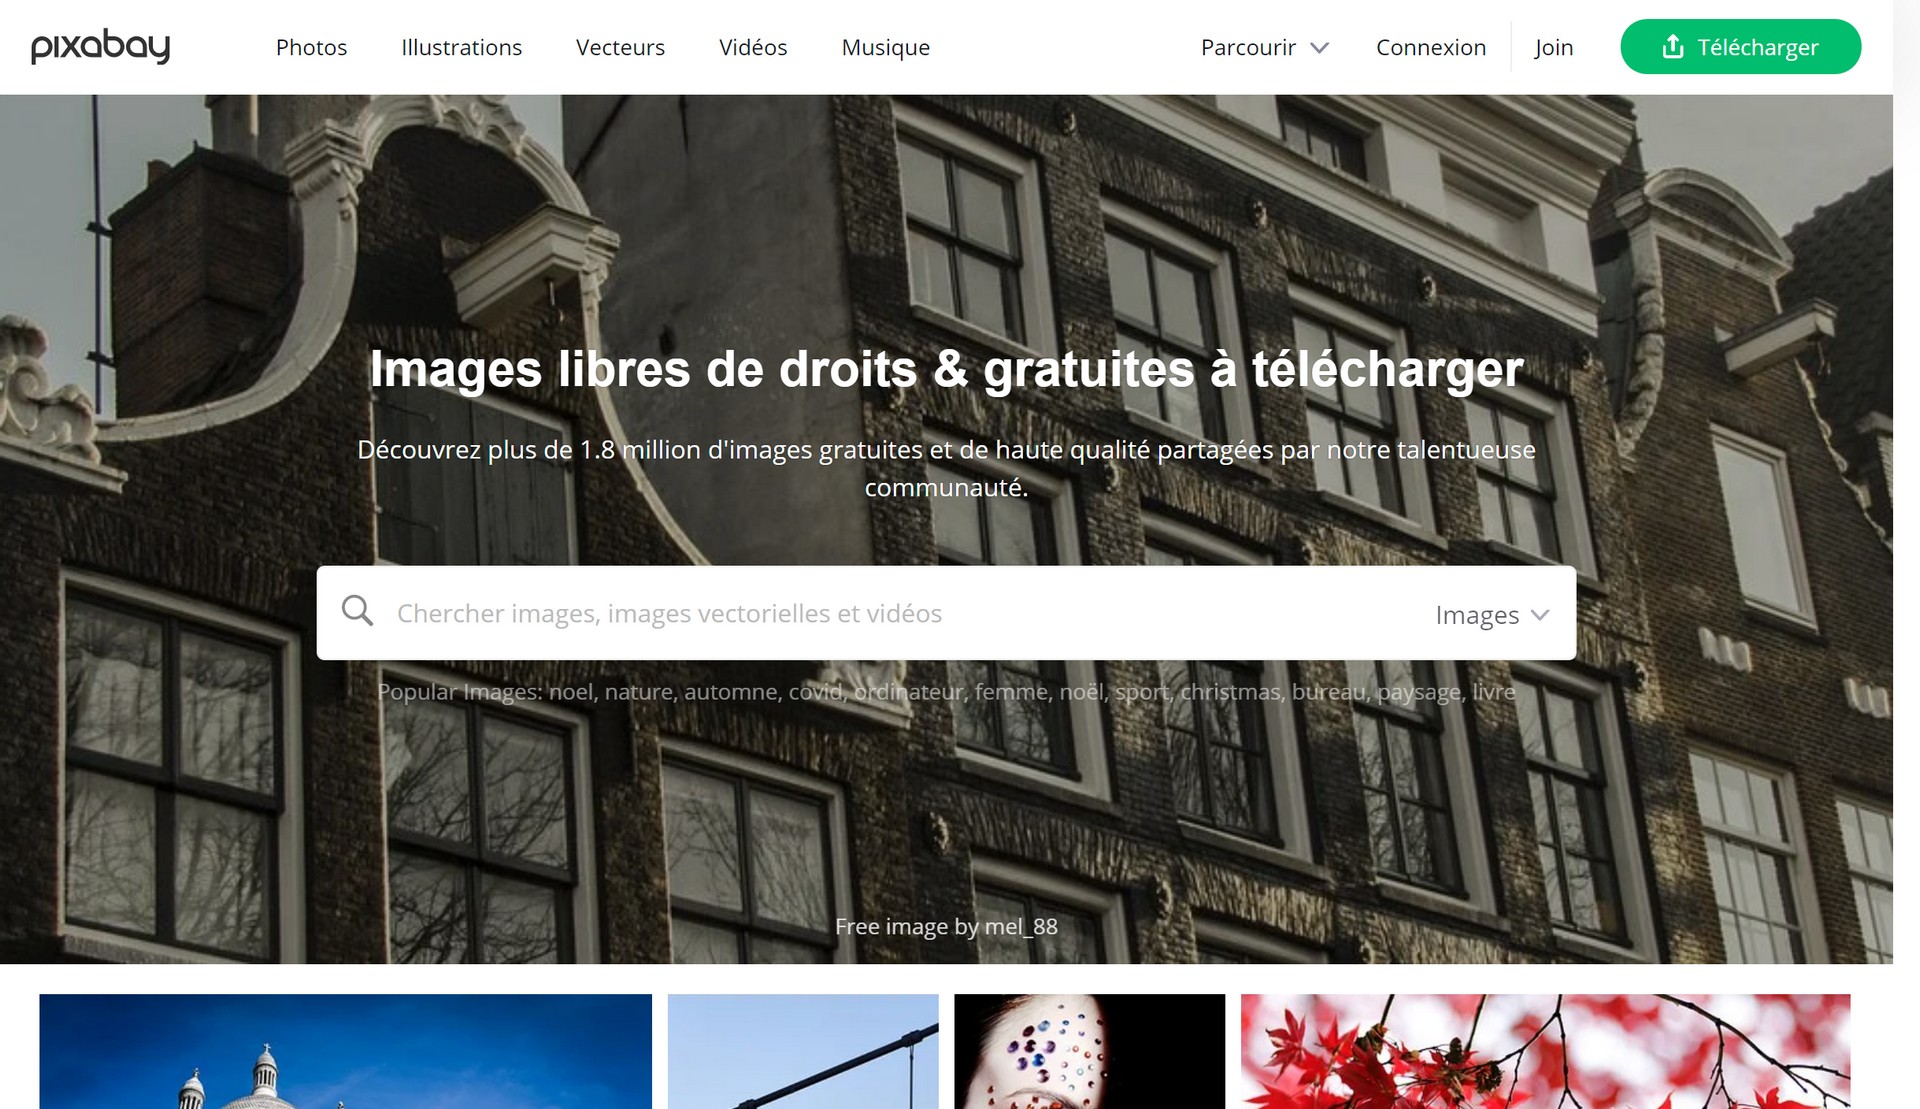 pixabay
Photos Illustrations Vecteurs Vidéos Musique Parcourir Connexion Join Télécharger
Images libres de droits & gratuites à télécharger
Découvrez plus de 1.8 million d'images gratuites et de haute qualité partagées par notre talentueuse
communauté.
Chercher images, images vectorielles et vidéos Images
Popular Images: noel, nature, automne, covid, ordinateur, femme, noël, sport, christmas, bureau, paysage, livre
Free image by mel_88